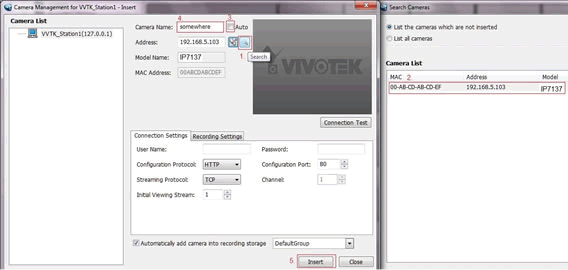 Camera Management for VVTK_Station1 - Insert
Camera List
VVTK_Station1(127.0.0.1)
4
3
Camera Name: somewhere Auto
Address: 192.168.5.103
1.
Search
Model Name: IP7137
MAC Address: 00ABCDABCDEF
VIVOTEK
Connection Test
Connection Settings Recording Settings
User Name: Password:
Configuration Protocol: HTTP Configuration Port: 80
Streaming Protocol: TCP Channel: 1
Initial Viewing Stream: 1
Automatically add camera into recording storage DefaultGroup
5. Insert Close
Search Cameras
List the cameras which are not inserted
List all cameras
Camera List
MAC Address Model
2.
00-AB-CD-AB-CD-EF 192.168.5.103 IP7137